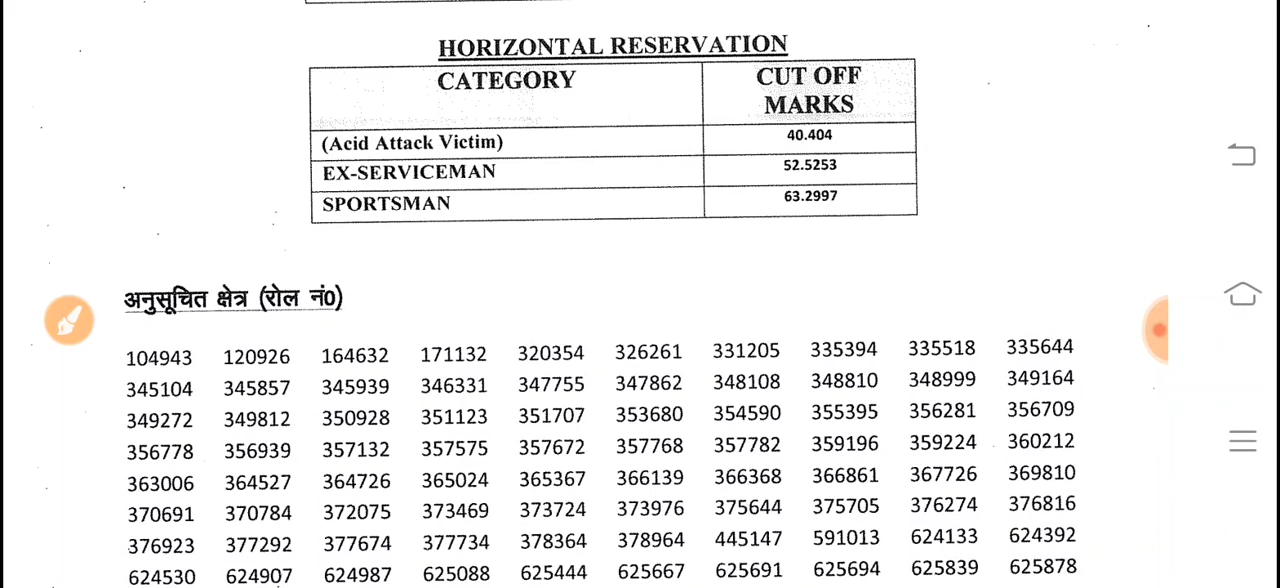 HORIZONTAL RESERVATION
CATEGORY CUT OFF MARKS
(Acid Attack Victim) 40.404
EX-SERVICEMAN 52.5253
SPORTSMAN 63.2997
अनुसूचित क्षेत्र (रोल नं0)
104943 120926 164632 171132 320354 326261 331205 335394 335518 335644
345104 345857 345939 346331 347755 347862 348108 348810 348999 349164
349272 349812 350928 351123 351707 353680 354590 355395 356281 356709
356778 356939 357132 357575 357672 357768 357782 359196 359224 360212
363006 364527 364726 365024 365367 366139 366368 366861 367726 369810
370691 370784 372075 373469 373724 373976 375644 375705 376274 376816
376923 377292 377674 377734 378364 378964 445147 591013 624133 624392
624530 624907 624987 625088 625444 625667 625691 625694 625839 625878